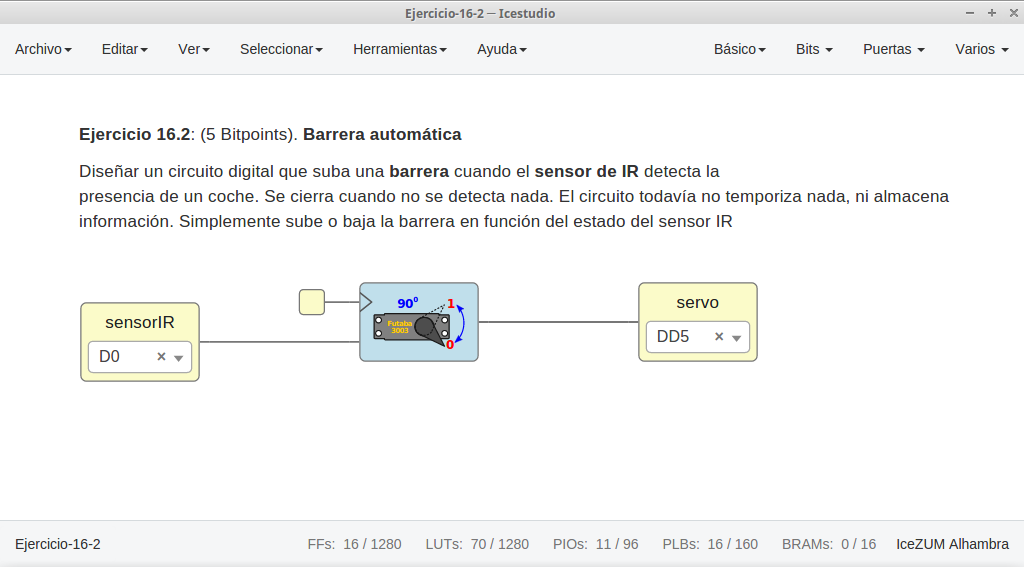 Ejercicio-16-2 — Icestudio
Archivo Editar Ver Seleccionar Herramientas Ayuda Básico Bits Puertas Varios
Ejercicio 16.2: (5 Bitpoints). Barrera automática
Diseñar un circuito digital que suba una barrera cuando el sensor de IR detecta la
presencia de un coche. Se cierra cuando no se detecta nada. El circuito todavía no temporiza nada, ni almacena
información. Simplemente sube o baja la barrera en función del estado del sensor IR
sensorIR
D0 ×
90⁰ 1
Futaba
3003
0
servo
DD5 ×
Ejercicio-16-2 FFs: 16 / 1280 LUTs: 70 / 1280 PIOs: 11 / 96 PLBs: 16 / 160 BRAMs: 0 / 16 IceZUM Alhambra